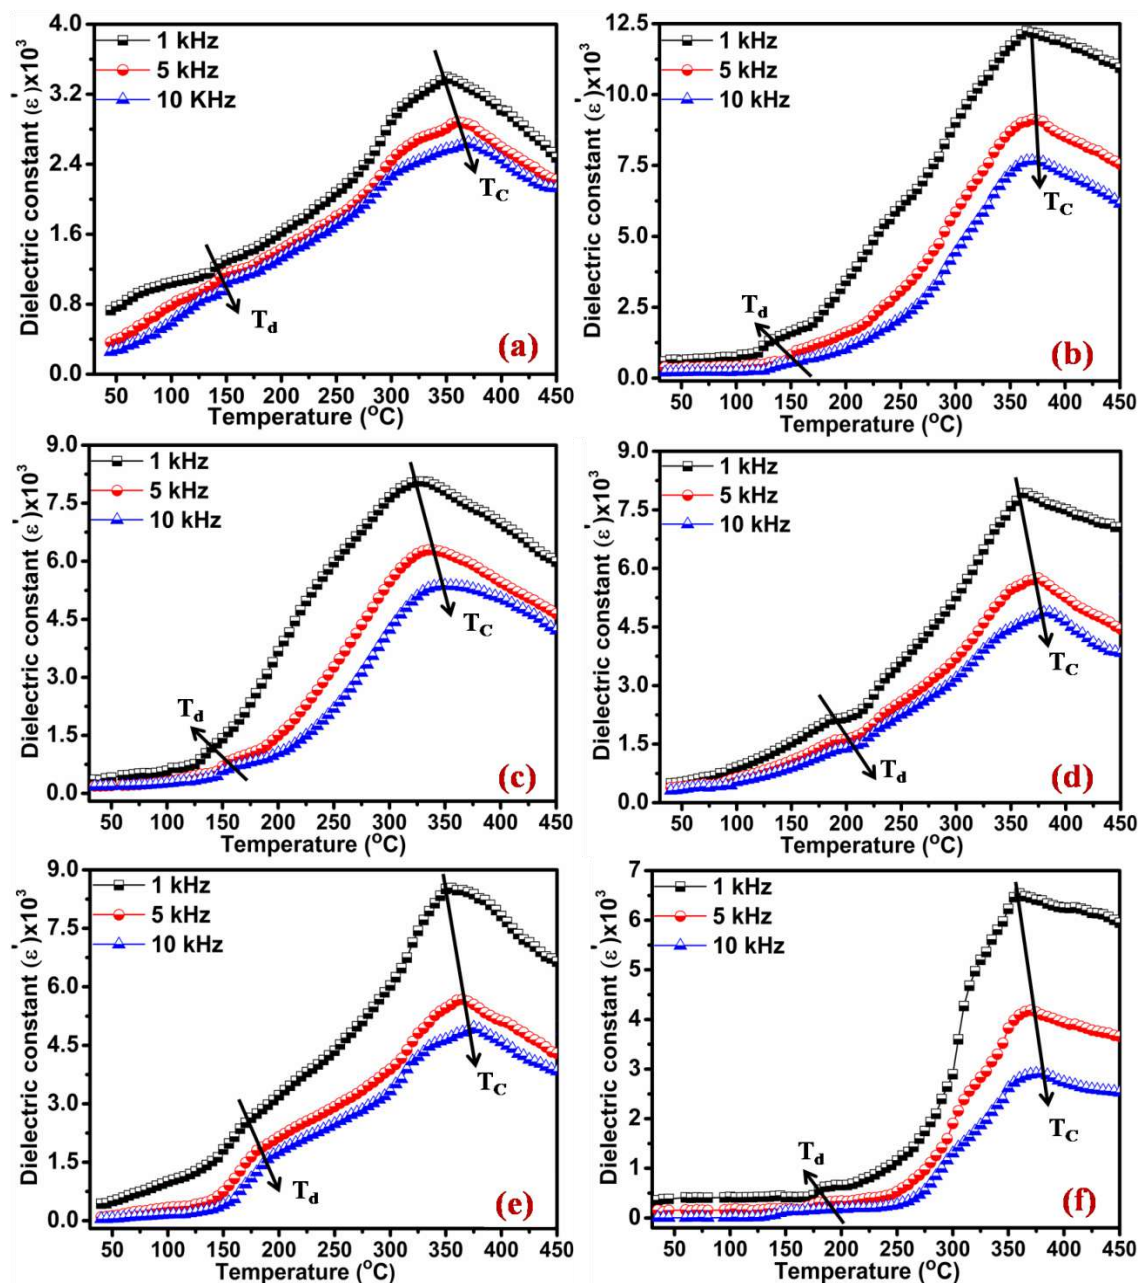 4.0
3.2
2.4
1.6
0.8
0.0
Dielectric constant (ε')x10³
1 kHz
5 kHz
10 KHz
T_C
T_d
(a)
50 100 150 200 250 300 350 400 450
Temperature (°C)
12.5
10.0
7.5
5.0
2.5
0.0
Dielectric constant (ε')x10³
1 kHz
5 kHz
10 kHz
T_C
T_d
(b)
50 100 150 200 250 300 350 400 450
Temperature (°C)
9.0
7.5
6.0
4.5
3.0
1.5
0.0
Dielectric constant (ε')x10³
1 kHz
5 kHz
10 kHz
T_C
T_d
(c)
50 100 150 200 250 300 350 400 450
Temperature (°C)
9.0
7.5
6.0
4.5
3.0
1.5
0.0
Dielectric constant (ε')x10³
1 kHz
5 kHz
10 kHz
T_C
T_d
(d)
50 100 150 200 250 300 350 400 450
Temperature (°C)
9.0
7.5
6.0
4.5
3.0
1.5
0.0
Dielectric constant (ε')x10³
1 kHz
5 kHz
10 kHz
T_C
T_d
(e)
50 100 150 200 250 300 350 400 450
Temperature (°C)
7
6
5
4
3
2
1
0
Dielectric constant (ε')x10³
1 kHz
5 kHz
10 kHz
T_C
T_d
(f)
50 100 150 200 250 300 350 400 450
Temperature (°C)